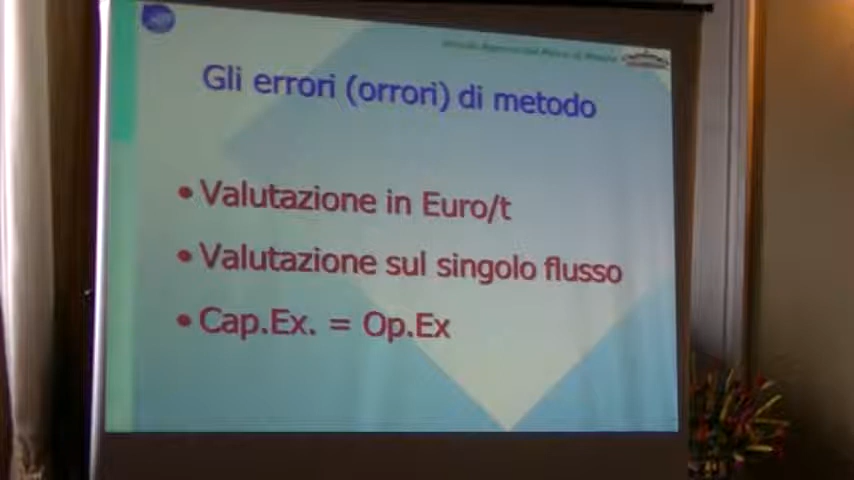 Gli errori (orrori) di metodo
• Valutazione in Euro/t
• Valutazione sul singolo flusso
• Cap.Ex. = Op.Ex